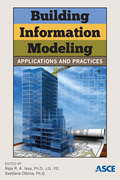 Building
Information
Modeling
APPLICATIONS AND PRACTICES
EDITED BY
Raja R. A. Issa, Ph.D., J.D., P.E.
Svetlana Olbina, Ph.D.
ASCE